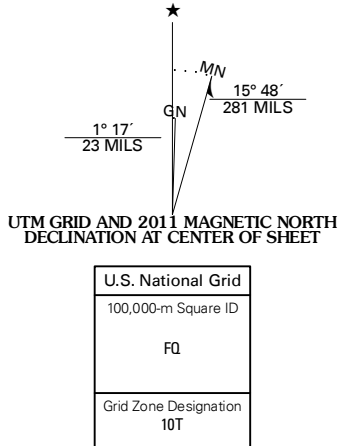 ★
MN
GN
15° 48´
281 MILS
1° 17´
23 MILS
UTM GRID AND 2011 MAGNETIC NORTH
DECLINATION AT CENTER OF SHEET
U.S. National Grid
100,000-m Square ID
FQ
Grid Zone Designation
10T